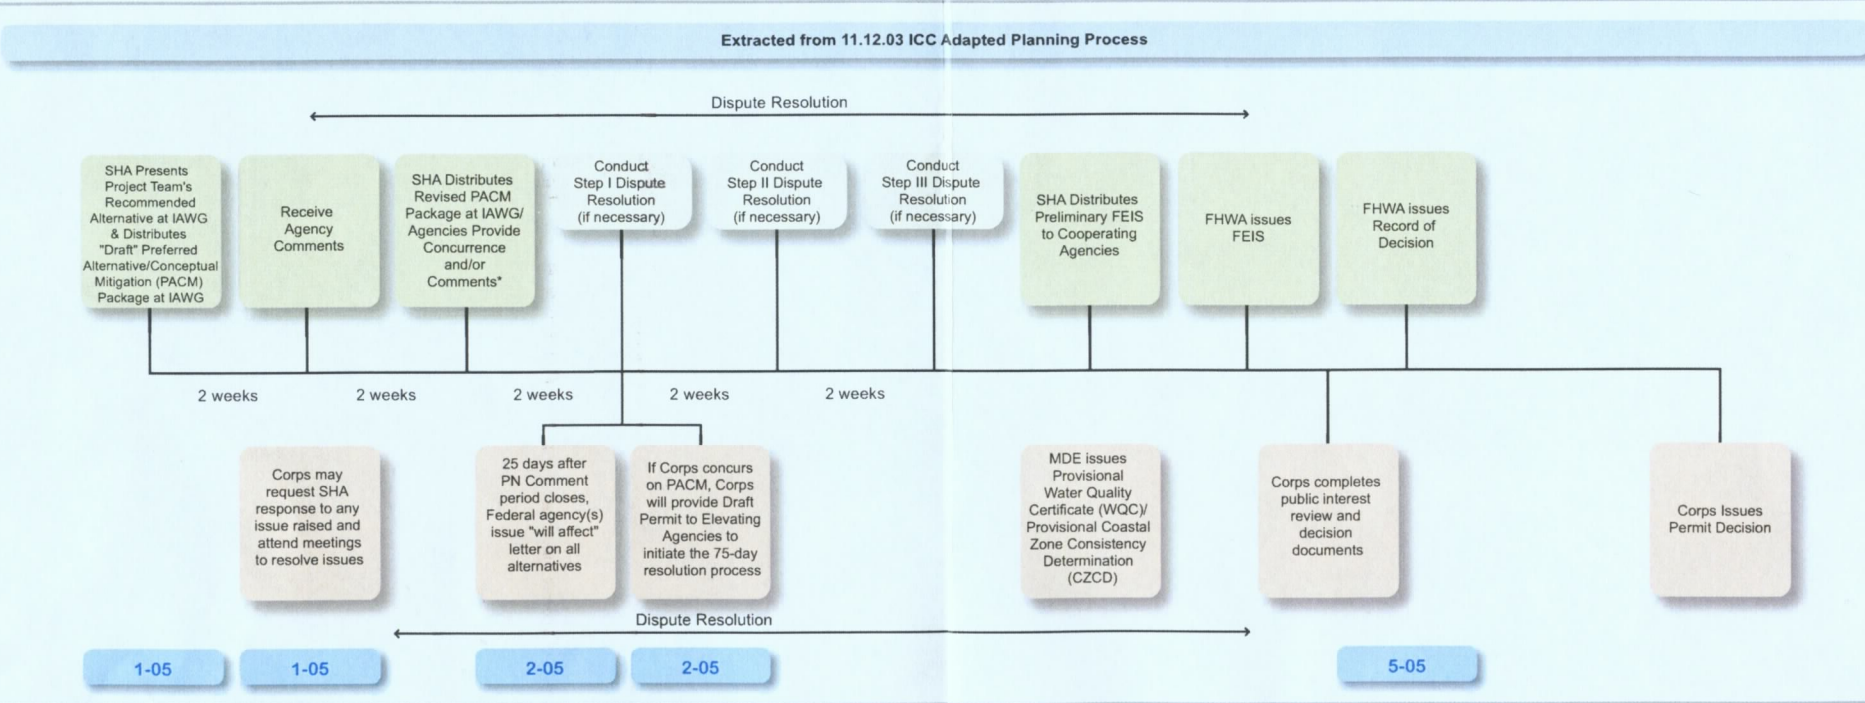 Extracted from 11.12.03 ICC Adapted Planning Process
Dispute Resolution
SHA Presents
Project Team's
Recommended
Alternative at IAWG
& Distributes
"Draft" Preferred
Alternative/Conceptual
Mitigation (PACM)
Package at IAWG
Receive
Agency
Comments
SHA Distributes
Revised PACM
Package at IAWG/
Agencies Provide
Concurrence
and/or
Comments*
Conduct
Step I Dispute
Resolution
(if necessary)
Conduct
Step II Dispute
Resolution
(if necessary)
Conduct
Step III Dispute
Resolution
(if necessary)
SHA Distributes
Preliminary FEIS
to Cooperating
Agencies
FHWA issues
FEIS
FHWA issues
Record of
Decision
2 weeks
2 weeks
2 weeks
2 weeks
2 weeks
Corps may
request SHA
response to any
issue raised and
attend meetings
to resolve issues
25 days after
PN Comment
period closes,
Federal agency(s)
issue "will affect"
letter on all
alternatives
If Corps concurs
on PACM, Corps
will provide Draft
Permit to Elevating
Agencies to
initiate the 75-day
resolution process
MDE issues
Provisional
Water Quality
Certificate (WQC)/
Provisional Coastal
Zone Consistency
Determination
(CZCD)
Corps completes
public interest
review and
decision
documents
Corps Issues
Permit Decision
Dispute Resolution
1-05
1-05
2-05
2-05
5-05